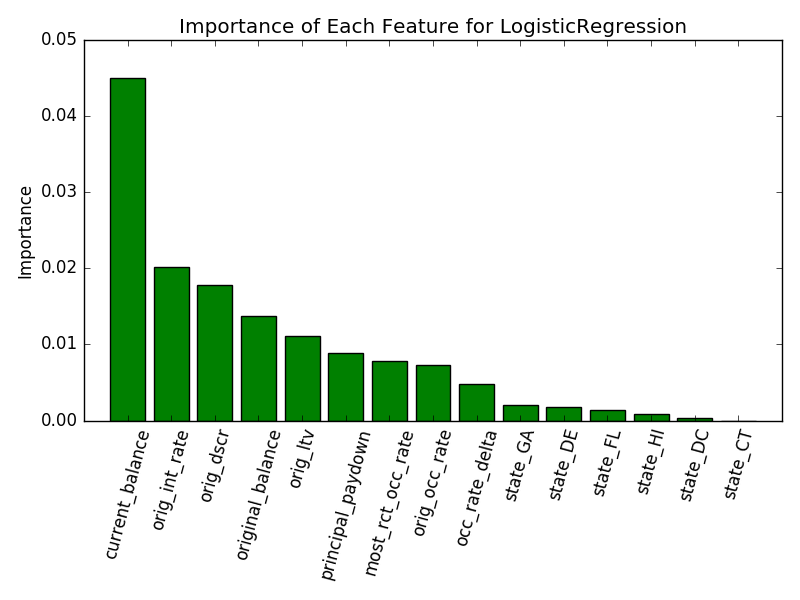 Importance of Each Feature for LogisticRegression
0.05
0.04
0.03
0.02
0.01
0.00
Importance
current_balance
orig_int_rate
orig_dscr
original_balance
orig_ltv
principal_paydown
most_rct_occ_rate
orig_occ_rate
occ_rate_delta
state_GA
state_DE
state_FL
state_HI
state_DC
state_CT